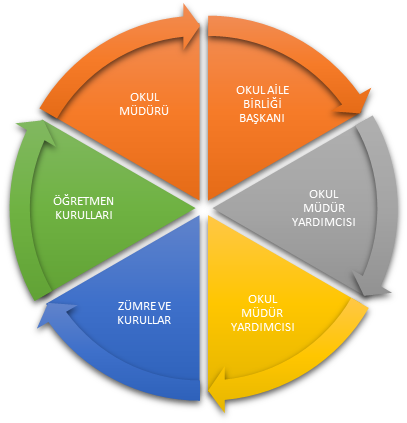 OKUL
MÜDÜRÜ
OKUL AİLE
BİRLİĞİ
BAŞKANI
OKUL
MÜDÜR
YARDIMCISI
OKUL
MÜDÜR
YARDIMCISI
ZÜMRE VE
KURULLAR
ÖĞRETMEN
KURULLARI